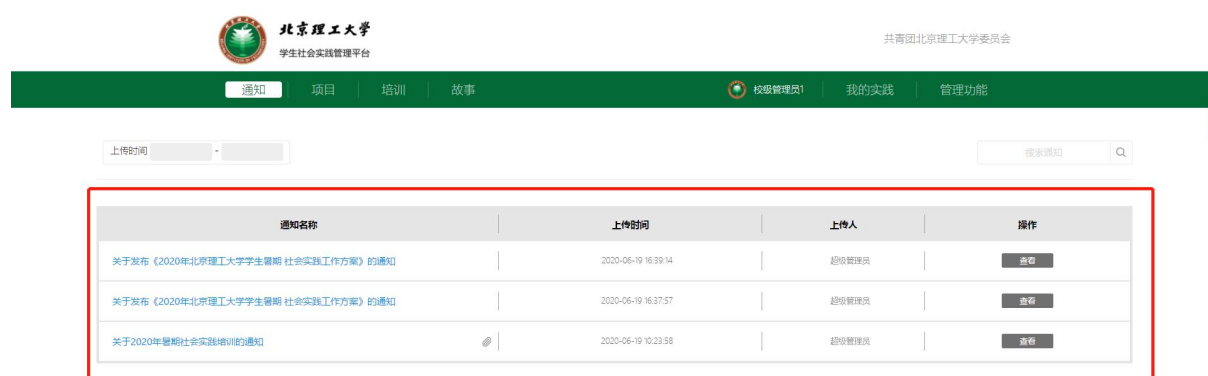 北京理工大学
学生社会实践管理平台
共青团北京理工大学委员会
通知 项目 培训 故事 校级管理员1 我的实践 管理功能
上传时间 - 搜索通知
通知名称 上传时间 上传人 操作
关于发布《2020年北京理工大学学生暑期 社会实践工作方案》的通知 2020-06-19 16:39:14 超级管理员 查看
关于发布《2020年北京理工大学学生暑期 社会实践工作方案》的通知 2020-06-19 16:37:57 超级管理员 查看
关于2020年暑期社会实践培训的通知 2020-06-19 10:23:58 超级管理员 查看